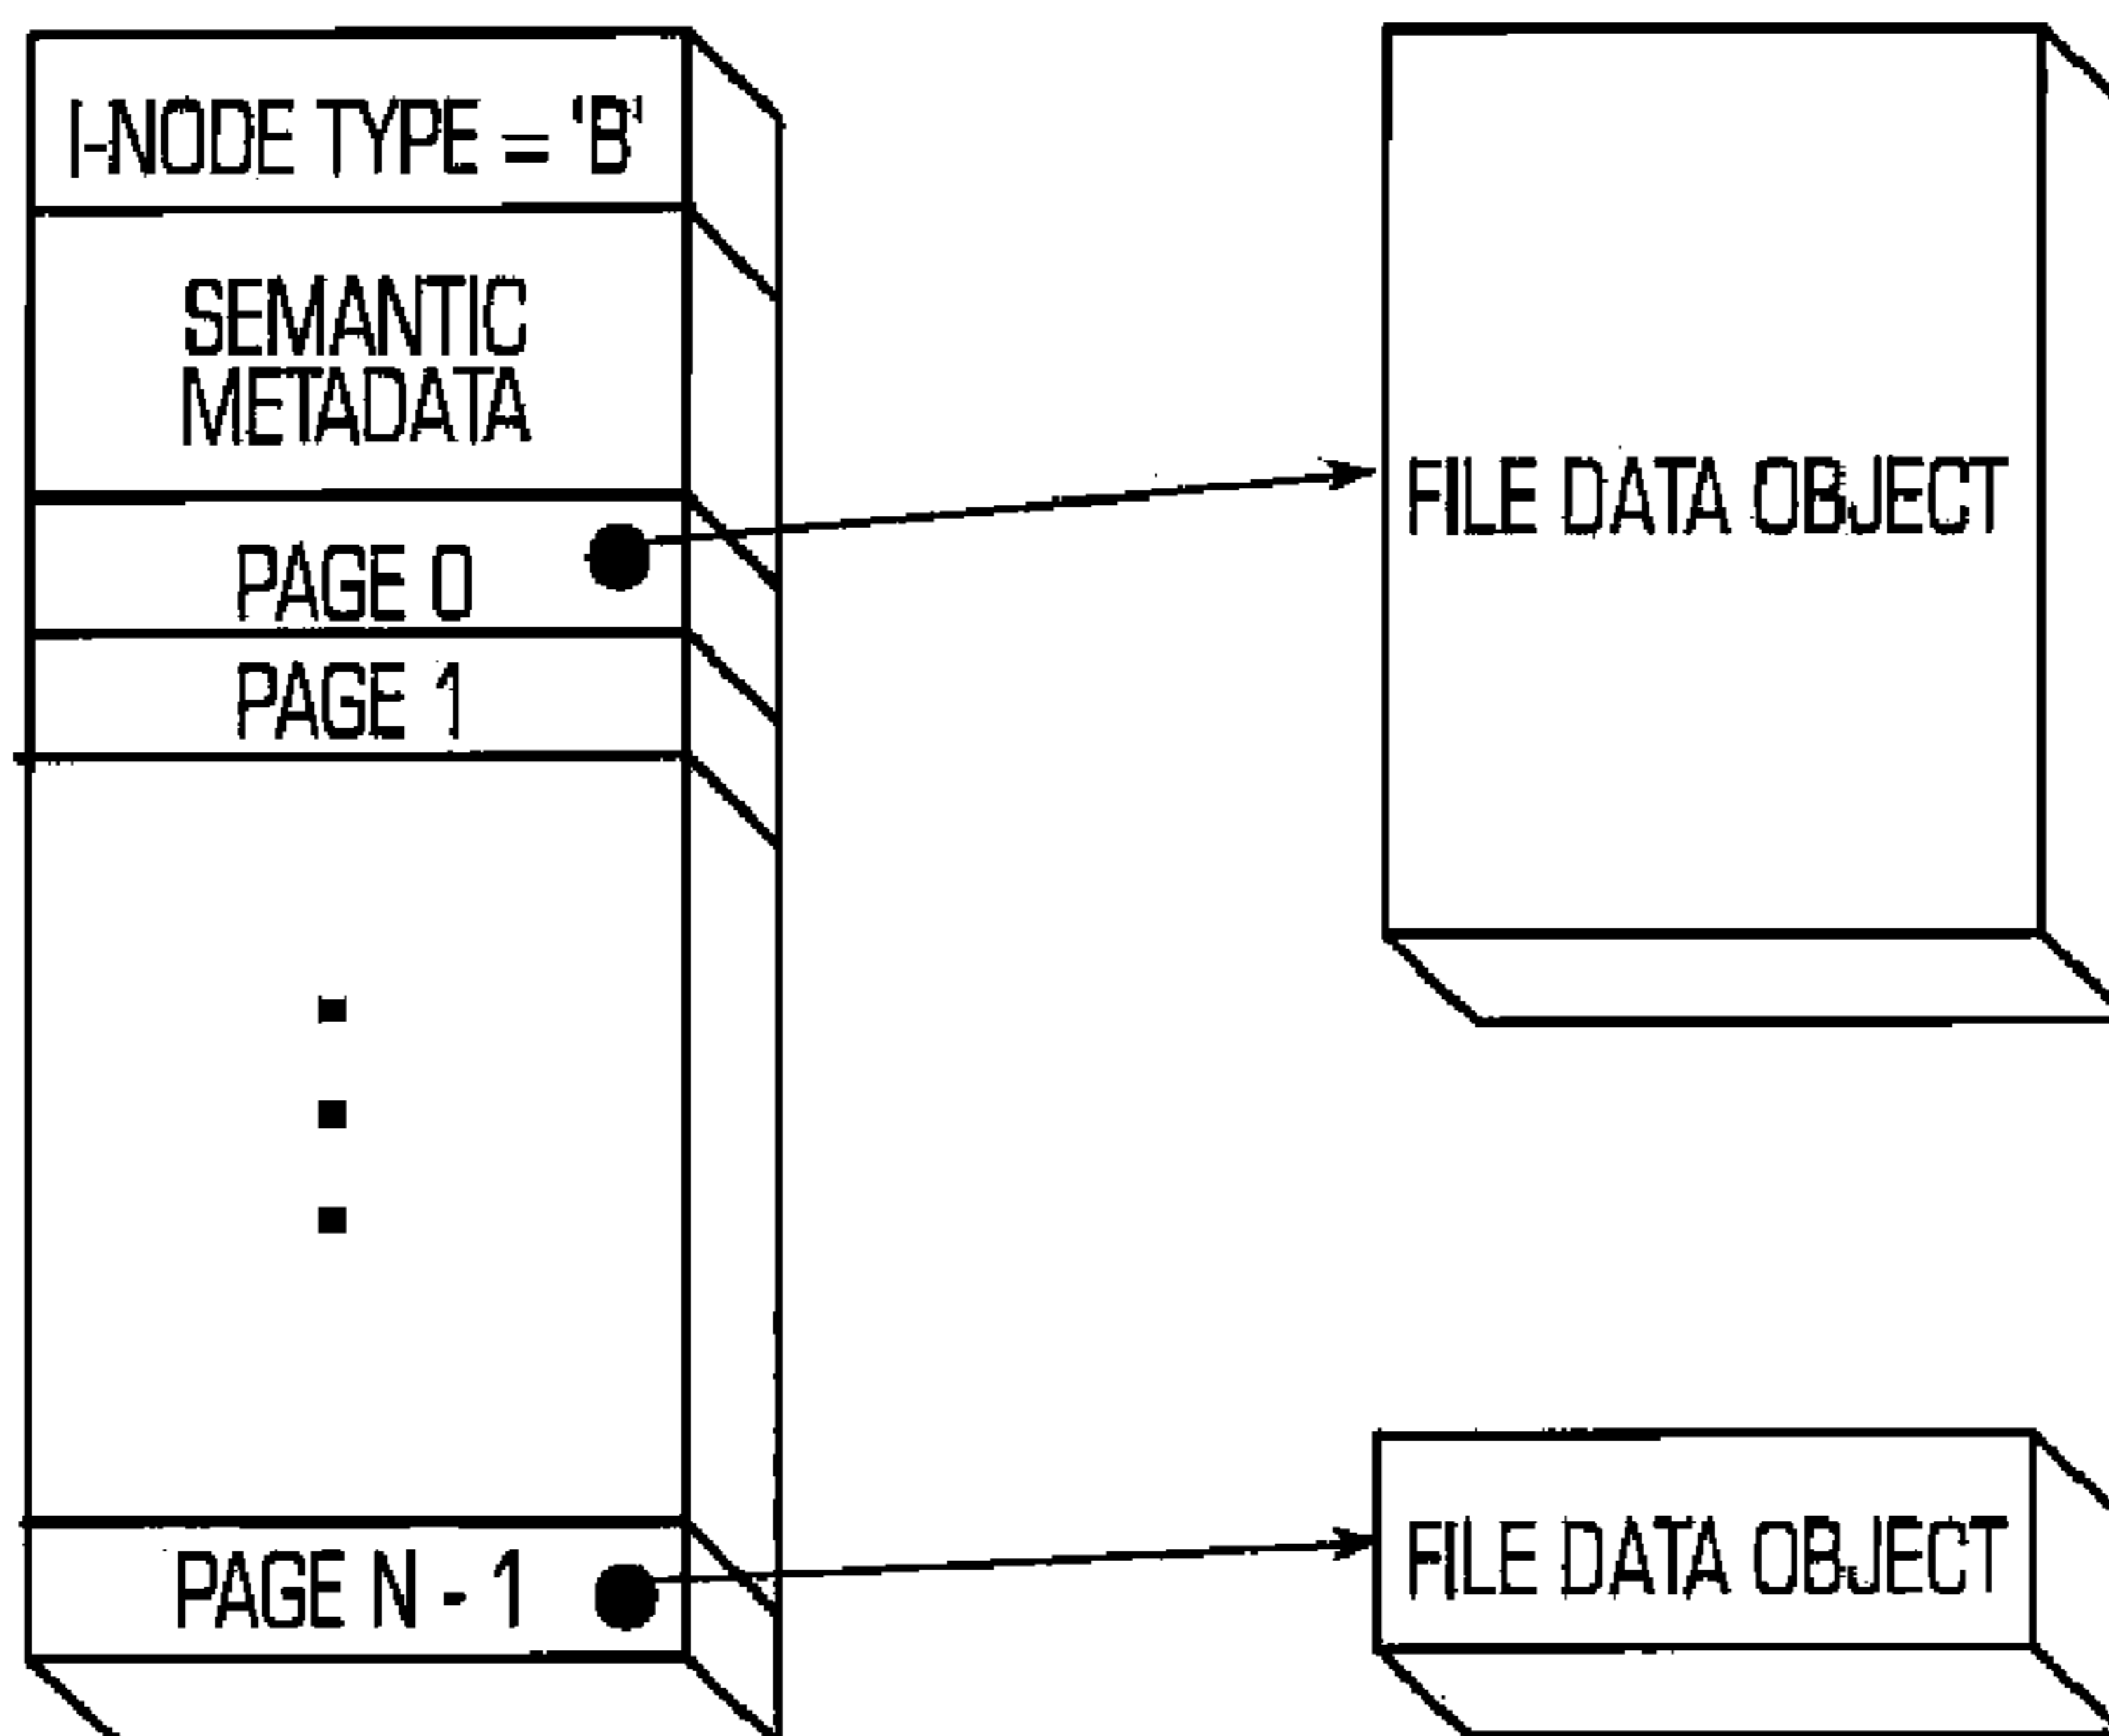 I-NODE TYPE = 'B'
SEMANTIC
METADATA
PAGE 0
PAGE 1
PAGE N - 1
FILE DATA OBJECT
FILE DATA OBJECT